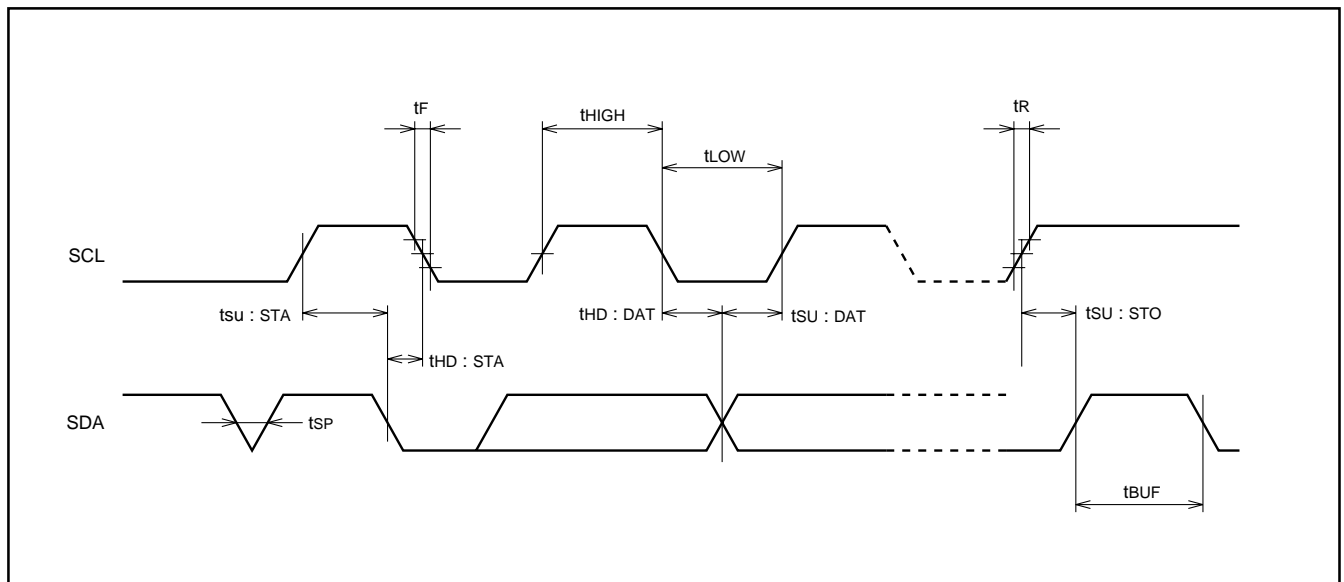 tF
tHIGH
tR
tLOW
SCL
tsu : STA
tHD : DAT
tSU : DAT
tSU : STO
tHD : STA
SDA
tSP
tBUF